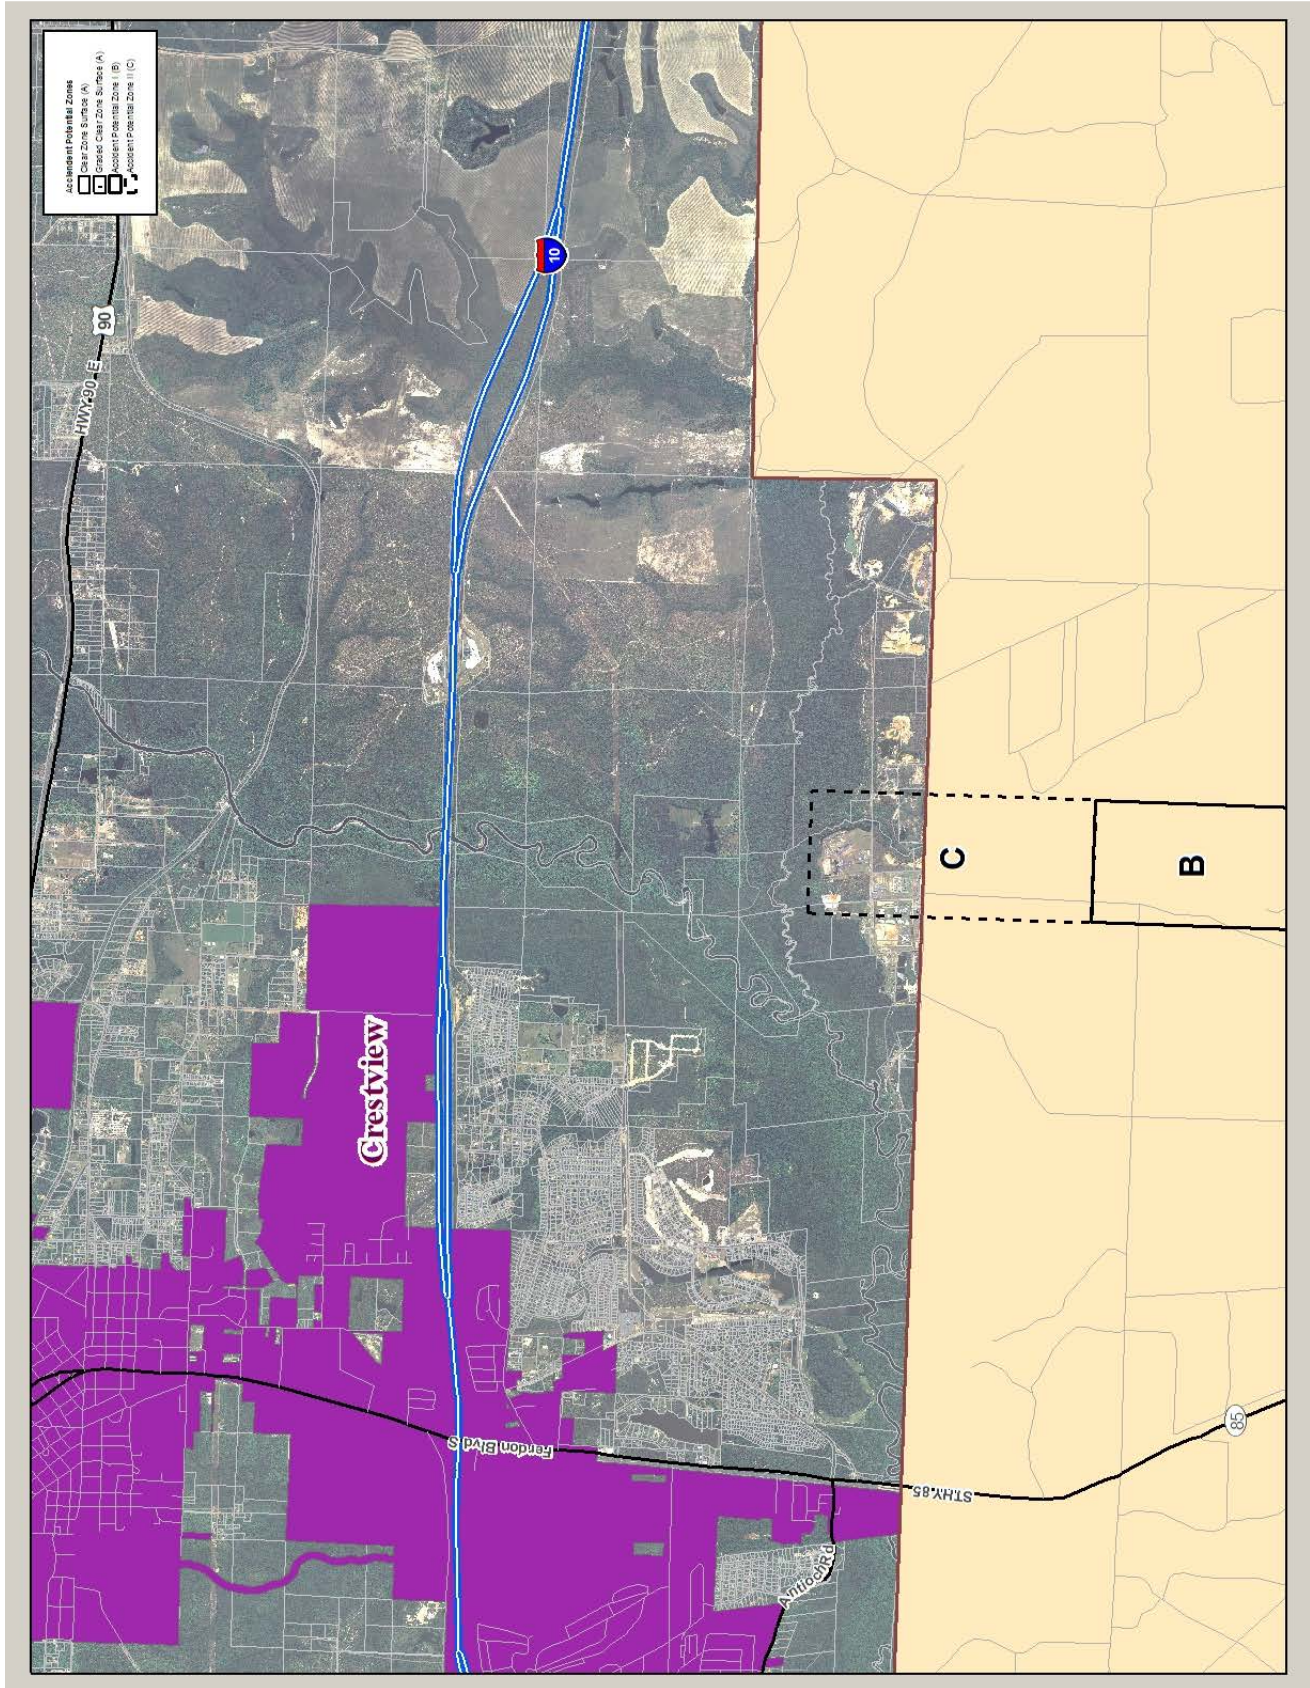 Acciendent Potential Zones
Clear Zone Surface (A)
Graded Clear Zone Surface (A)
Accident Potential Zone I (B)
Accident Potential Zone II (C)
HWY 90 E
90
10
Crestview
C
B
Ferdon Blvd S
ST.HY.85
85
Antioch Rd